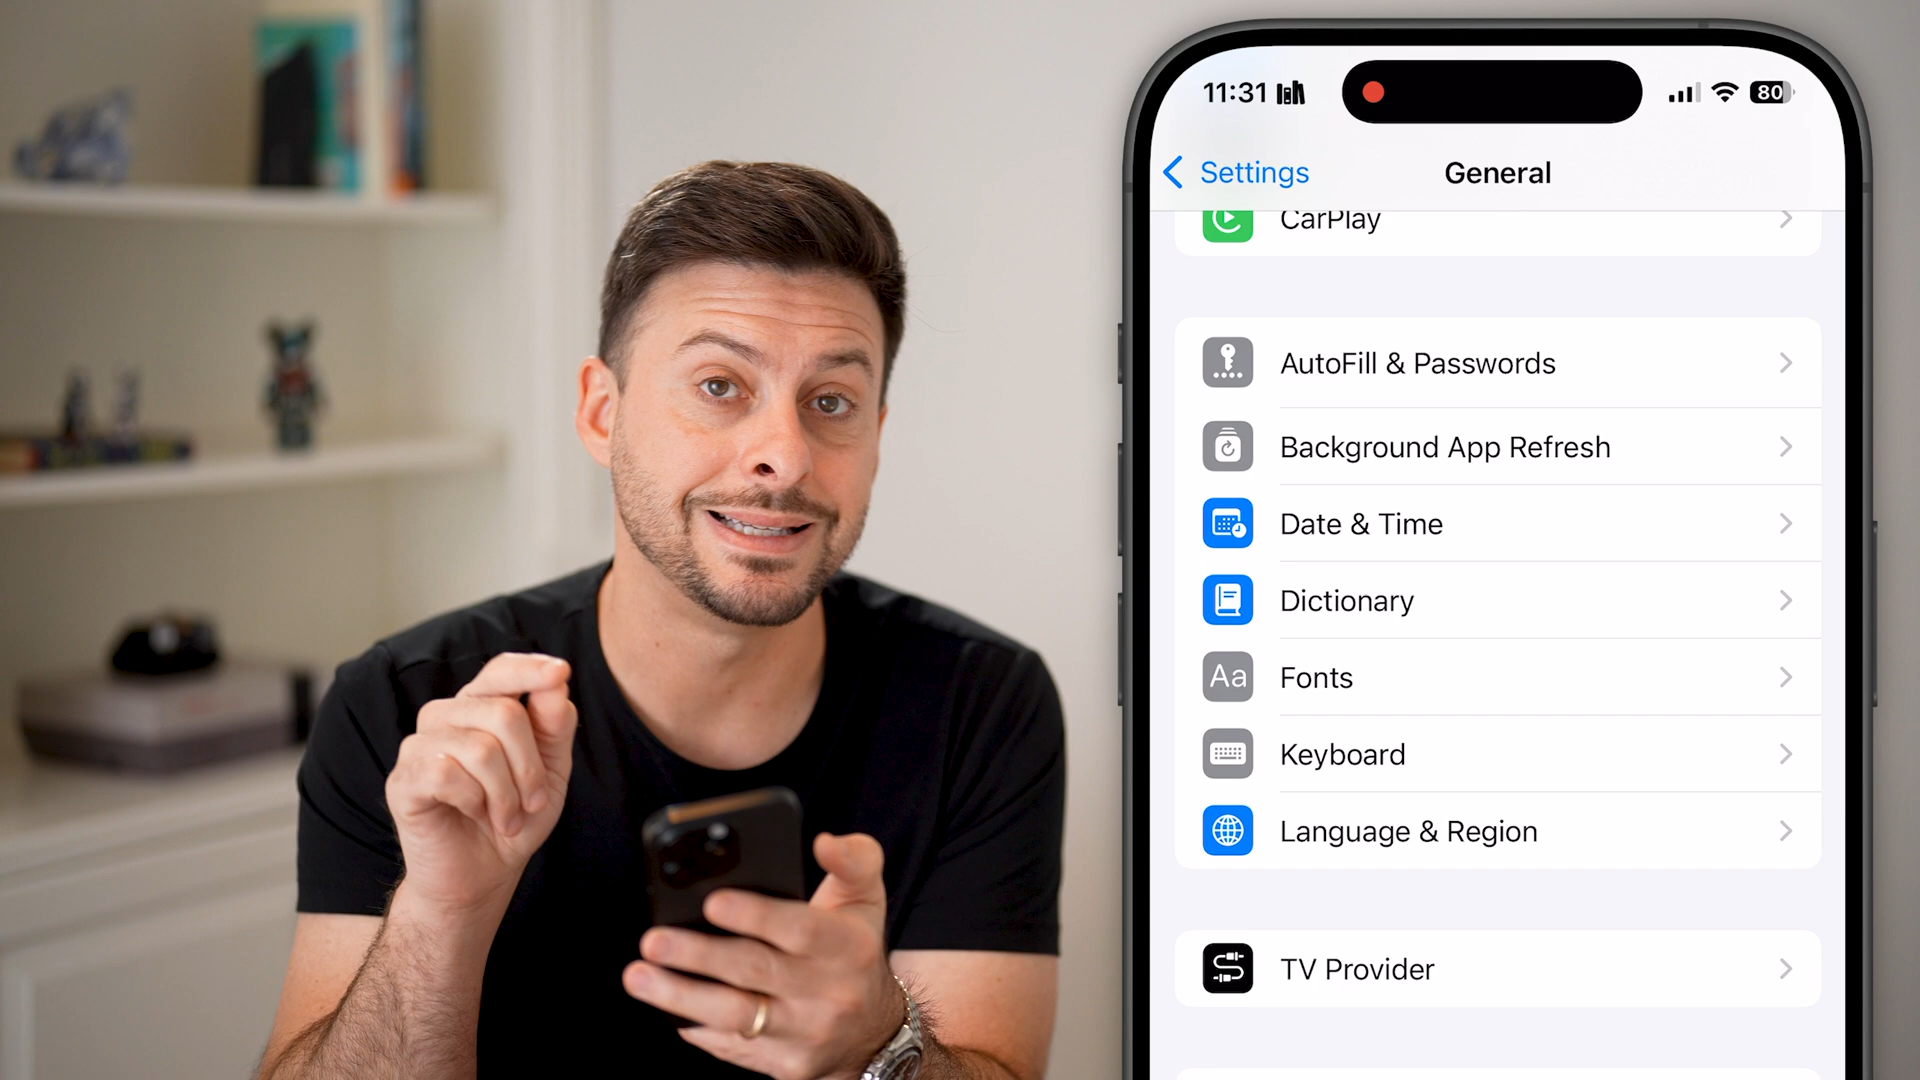 11:31
80
Settings
General
CarPlay
AutoFill & Passwords
Background App Refresh
Date & Time
Dictionary
Aa
Fonts
Keyboard
Language & Region
TV Provider